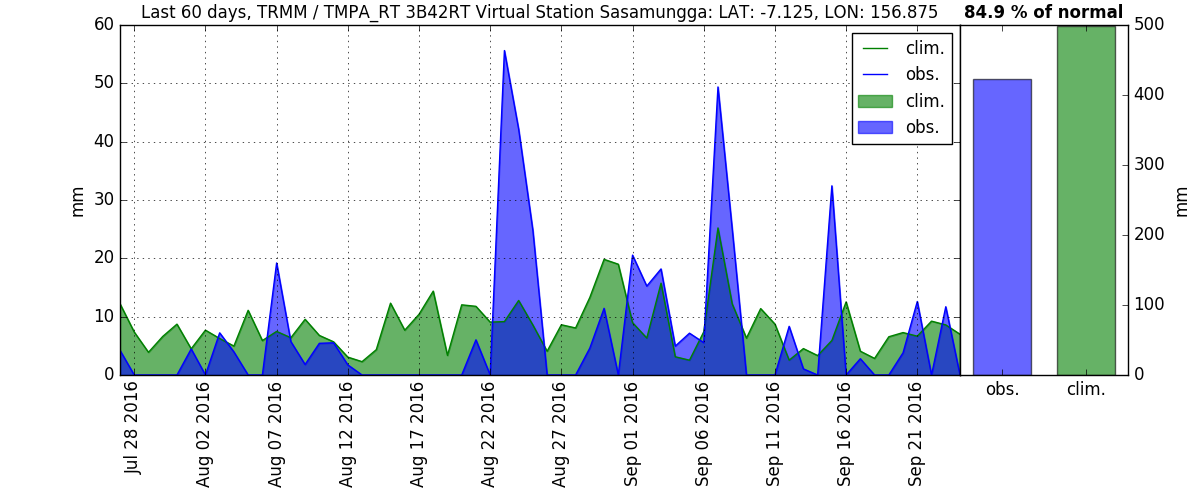 Last 60 days, TRMM / TMPA_RT 3B42RT Virtual Station Sasamungga: LAT: -7.125, LON: 156.875
84.9 % of normal
60
50
40
30
20
10
0
mm
clim.
obs.
clim.
obs.
500
400
300
200
100
0
mm
Jul 28 2016
Aug 02 2016
Aug 07 2016
Aug 12 2016
Aug 17 2016
Aug 22 2016
Aug 27 2016
Sep 01 2016
Sep 06 2016
Sep 11 2016
Sep 16 2016
Sep 21 2016
obs.
clim.